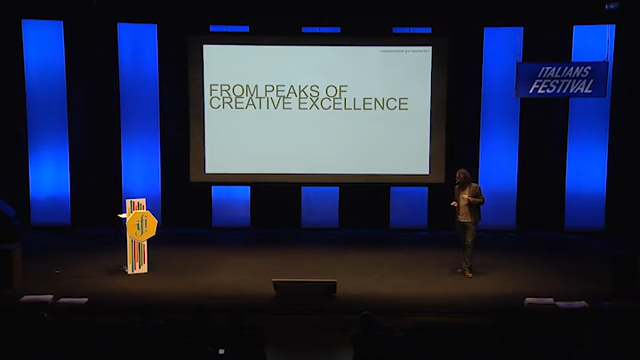 FROM PEAKS OF
CREATIVE EXCELLENCE
ITALIANS
FESTIVAL